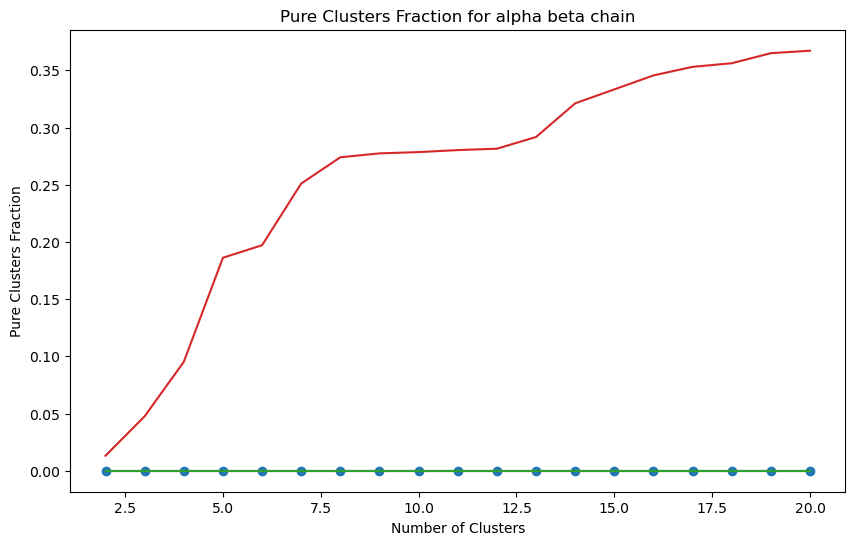 Pure Clusters Fraction for alpha beta chain
Pure Clusters Fraction
0.35
0.30
0.25
0.20
0.15
0.10
0.05
0.00
2.5 5.0 7.5 10.0 12.5 15.0 17.5 20.0
Number of Clusters